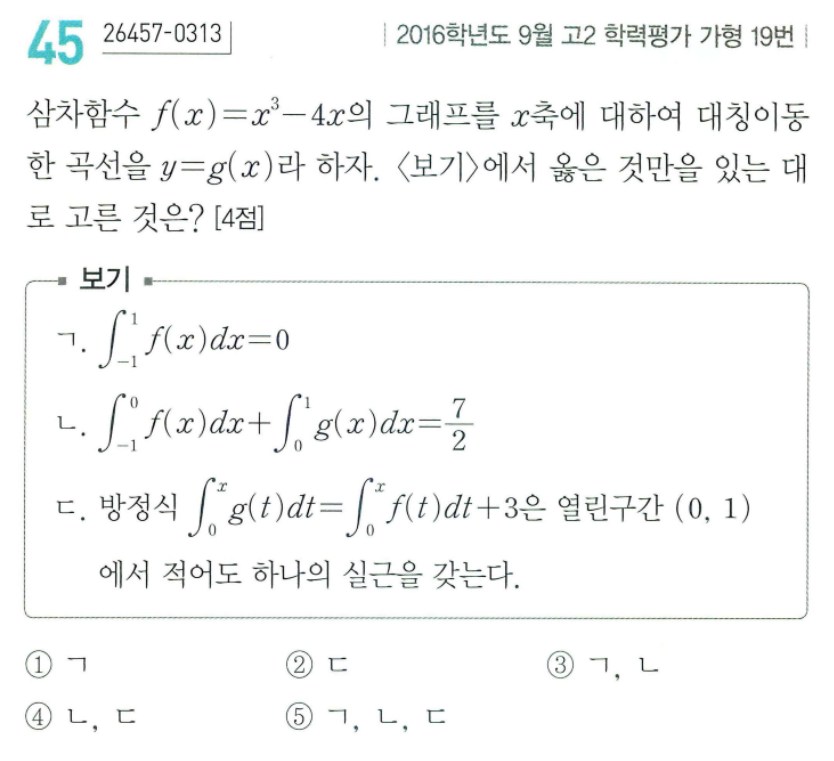 45 26457-0313 | 2016학년도 9월 고2 학력평가 가형 19번 |
삼차함수 f(x)=x³-4x의 그래프를 x축에 대하여 대칭이동
한 곡선을 y=g(x)라 하자. 〈보기〉에서 옳은 것만을 있는 대
로 고른 것은? [4점]
보기
ㄱ. ∫₋₁¹ f(x)dx=0
ㄴ. ∫₋₁⁰ f(x)dx+∫₀¹ g(x)dx=7/2
ㄷ. 방정식 ∫₀ˣ g(t)dt=∫₀ˣ f(t)dt+3은 열린구간 (0, 1)
에서 적어도 하나의 실근을 갖는다.
① ㄱ ② ㄷ ③ ㄱ, ㄴ
④ ㄴ, ㄷ ⑤ ㄱ, ㄴ, ㄷ